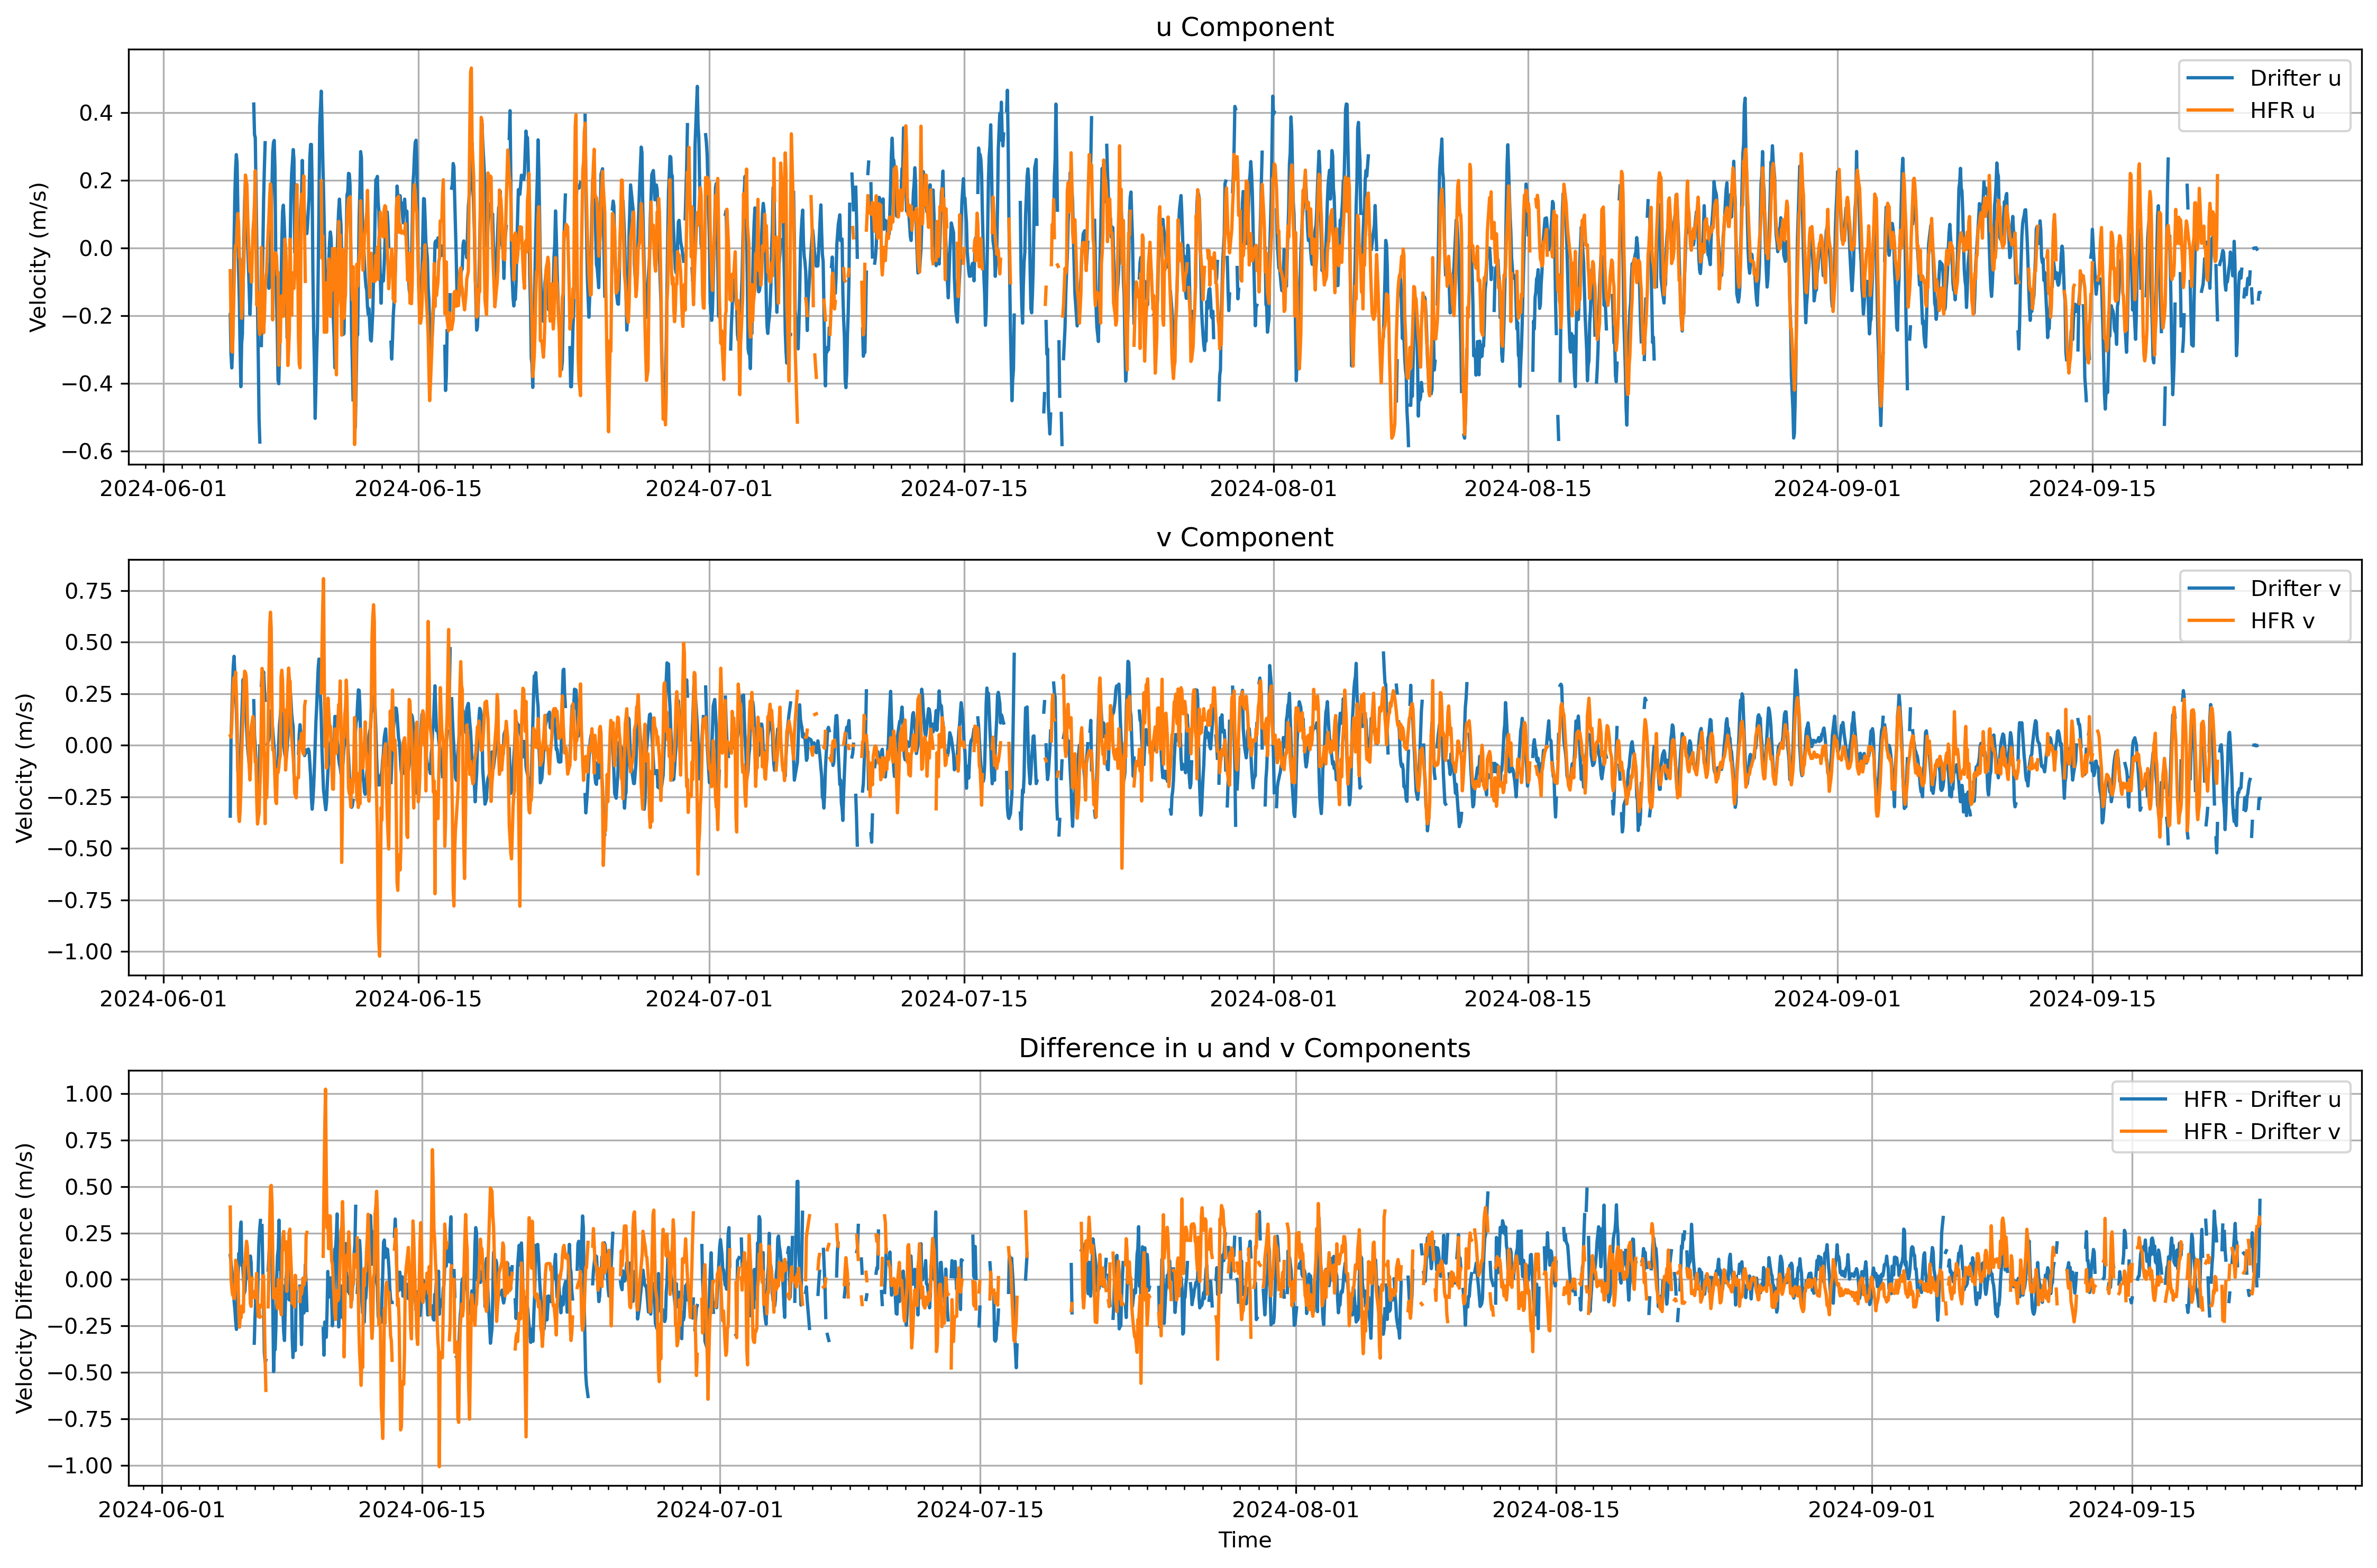 u Component
Velocity (m/s)
0.4
0.2
0.0
−0.2
−0.4
−0.6
Drifter u
HFR u
2024-06-01 2024-06-15 2024-07-01 2024-07-15 2024-08-01 2024-08-15 2024-09-01 2024-09-15
v Component
Velocity (m/s)
0.75
0.50
0.25
0.00
−0.25
−0.50
−0.75
−1.00
Drifter v
HFR v
2024-06-01 2024-06-15 2024-07-01 2024-07-15 2024-08-01 2024-08-15 2024-09-01 2024-09-15
Difference in u and v Components
Velocity Difference (m/s)
1.00
0.75
0.50
0.25
0.00
−0.25
−0.50
−0.75
−1.00
HFR - Drifter u
HFR - Drifter v
2024-06-01 2024-06-15 2024-07-01 2024-07-15 2024-08-01 2024-08-15 2024-09-01 2024-09-15
Time